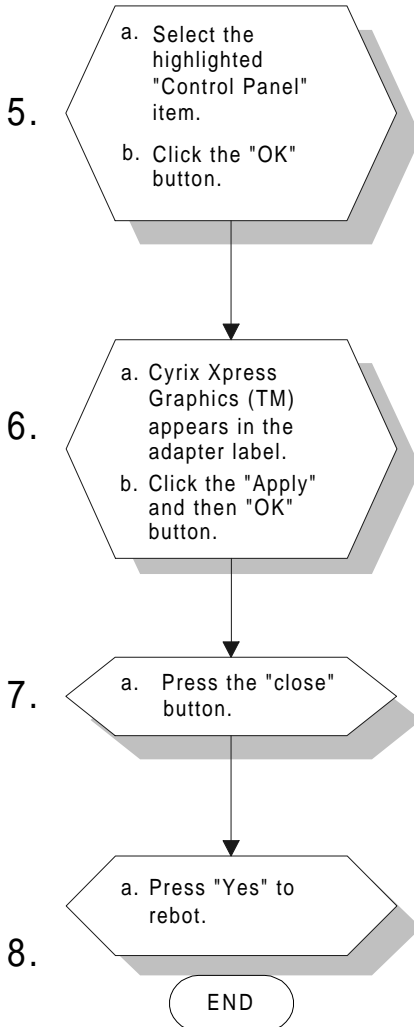 5.
a. Select the
highlighted
"Control Panel"
item.
b. Click the "OK"
button.
6.
a. Cyrix Xpress
Graphics (TM)
appears in the
adapter label.
b. Click the "Apply"
and then "OK"
button.
7.
a. Press the "close"
button.
8.
a. Press "Yes" to
rebot.
END